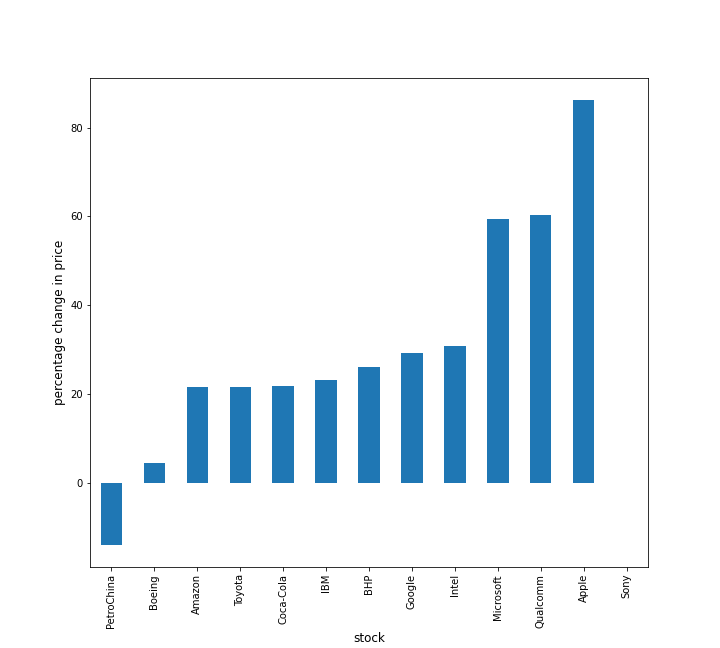 percentage change in price
80
60
40
20
0
PetroChina
Boeing
Amazon
Toyota
Coca-Cola
IBM
BHP
Google
Intel
Microsoft
Qualcomm
Apple
Sony
stock